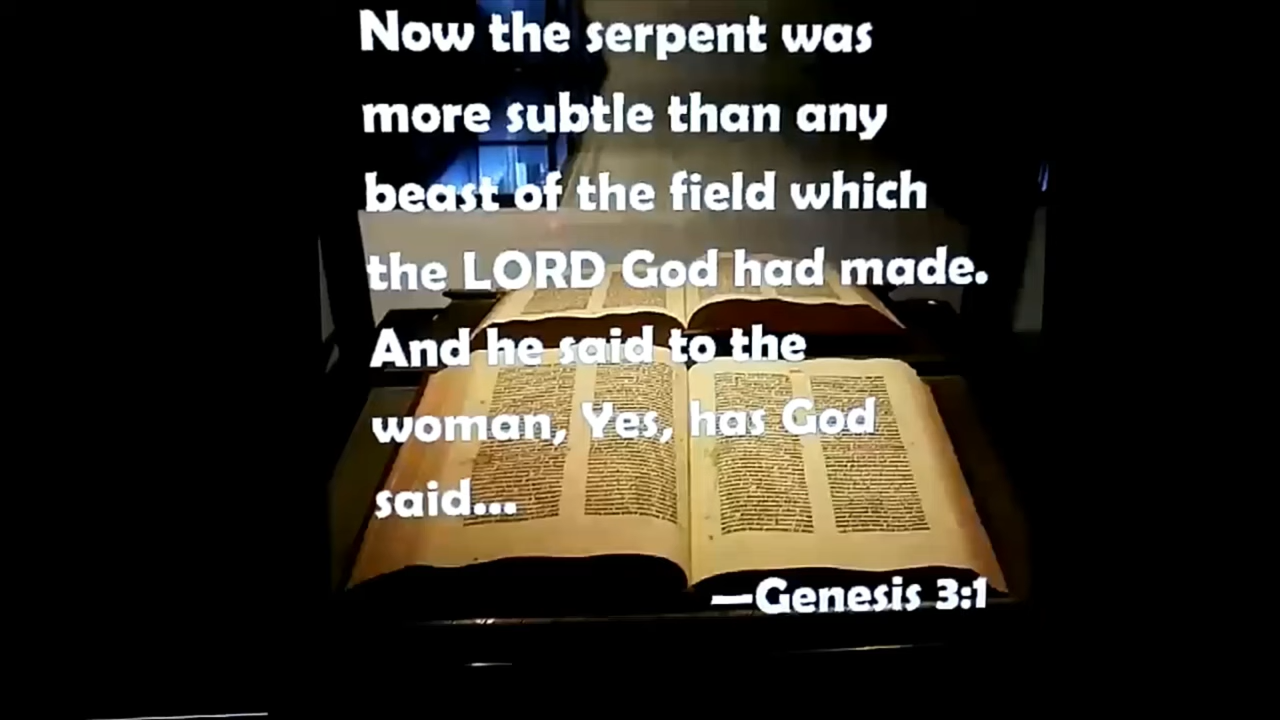 Now the serpent was
more subtle than any
beast of the field which
the LORD God had made.
And he said to the
woman, Yes, has God
said...
—Genesis 3:1